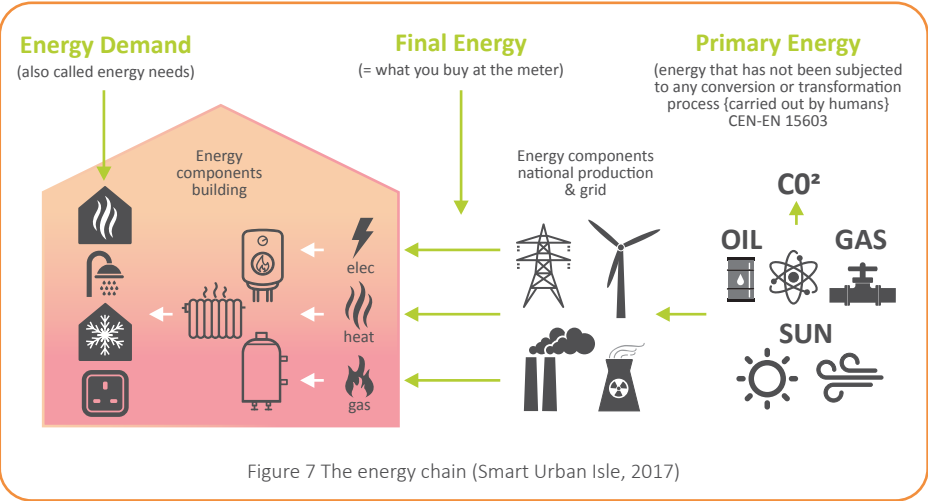 Energy Demand
(also called energy needs)
Final Energy
(= what you buy at the meter)
Primary Energy
(energy that has not been subjected
to any conversion or transformation
process {carried out by humans}
CEN-EN 15603
Energy
components
building
Energy components
national production
& grid
elec
heat
gas
C0²
OIL
GAS
SUN
Figure 7 The energy chain (Smart Urban Isle, 2017)